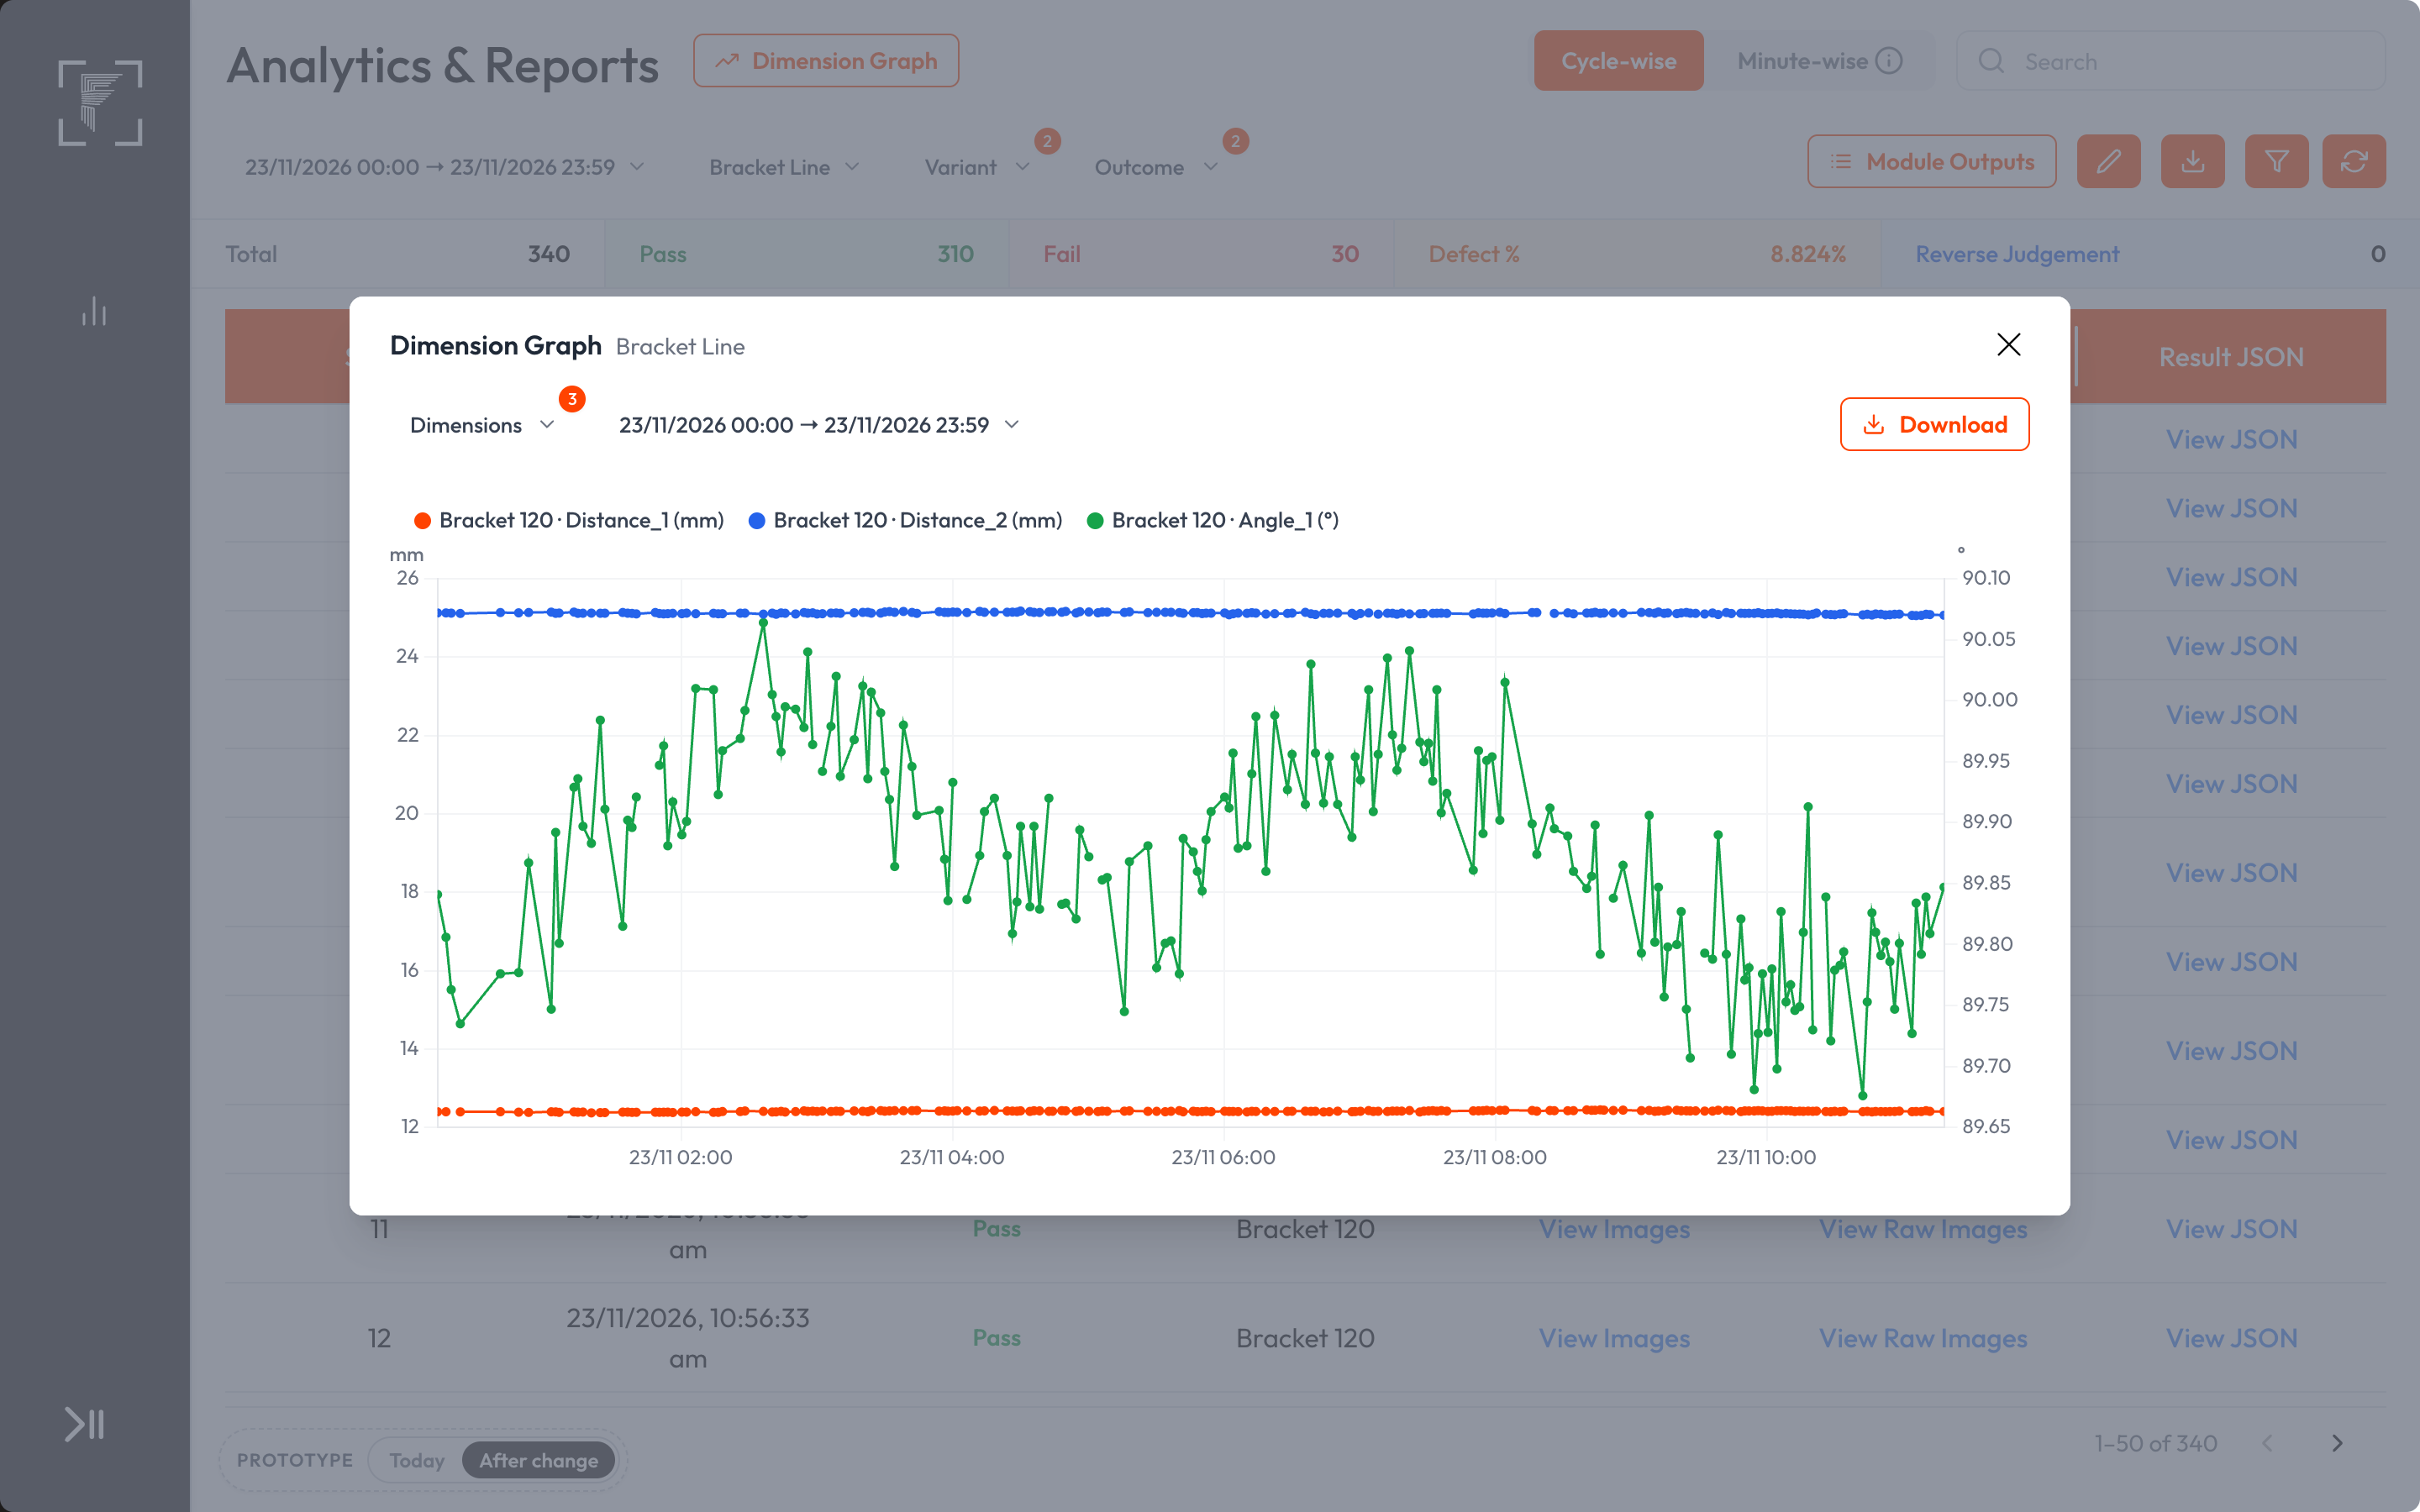 Analytics & Reports
Dimension Graph
Cycle-wise
Minute-wise
Search
23/11/2026 00:00 → 23/11/2026 23:59
Bracket Line
Variant
2
Outcome
2
Module Outputs
Total 340
Pass 310
Fail 30
Defect % 8.824%
Reverse Judgement 0
Result JSON
Dimension Graph Bracket Line
Dimensions
3
23/11/2026 00:00 → 23/11/2026 23:59
Download
Bracket 120 · Distance_1 (mm)
Bracket 120 · Distance_2 (mm)
Bracket 120 · Angle_1 (°)
mm
°
26
24
22
20
18
16
14
12
90.10
90.05
90.00
89.95
89.90
89.85
89.80
89.75
89.70
89.65
23/11 02:00
23/11 04:00
23/11 06:00
23/11 08:00
23/11 10:00
View JSON
View JSON
View JSON
View JSON
View JSON
View JSON
View JSON
View JSON
View JSON
View JSON
11
am
Pass
Bracket 120
View Images
View Raw Images
View JSON
12
23/11/2026, 10:56:33
am
Pass
Bracket 120
View Images
View Raw Images
View JSON
PROTOTYPE
Today
After change
1–50 of 340